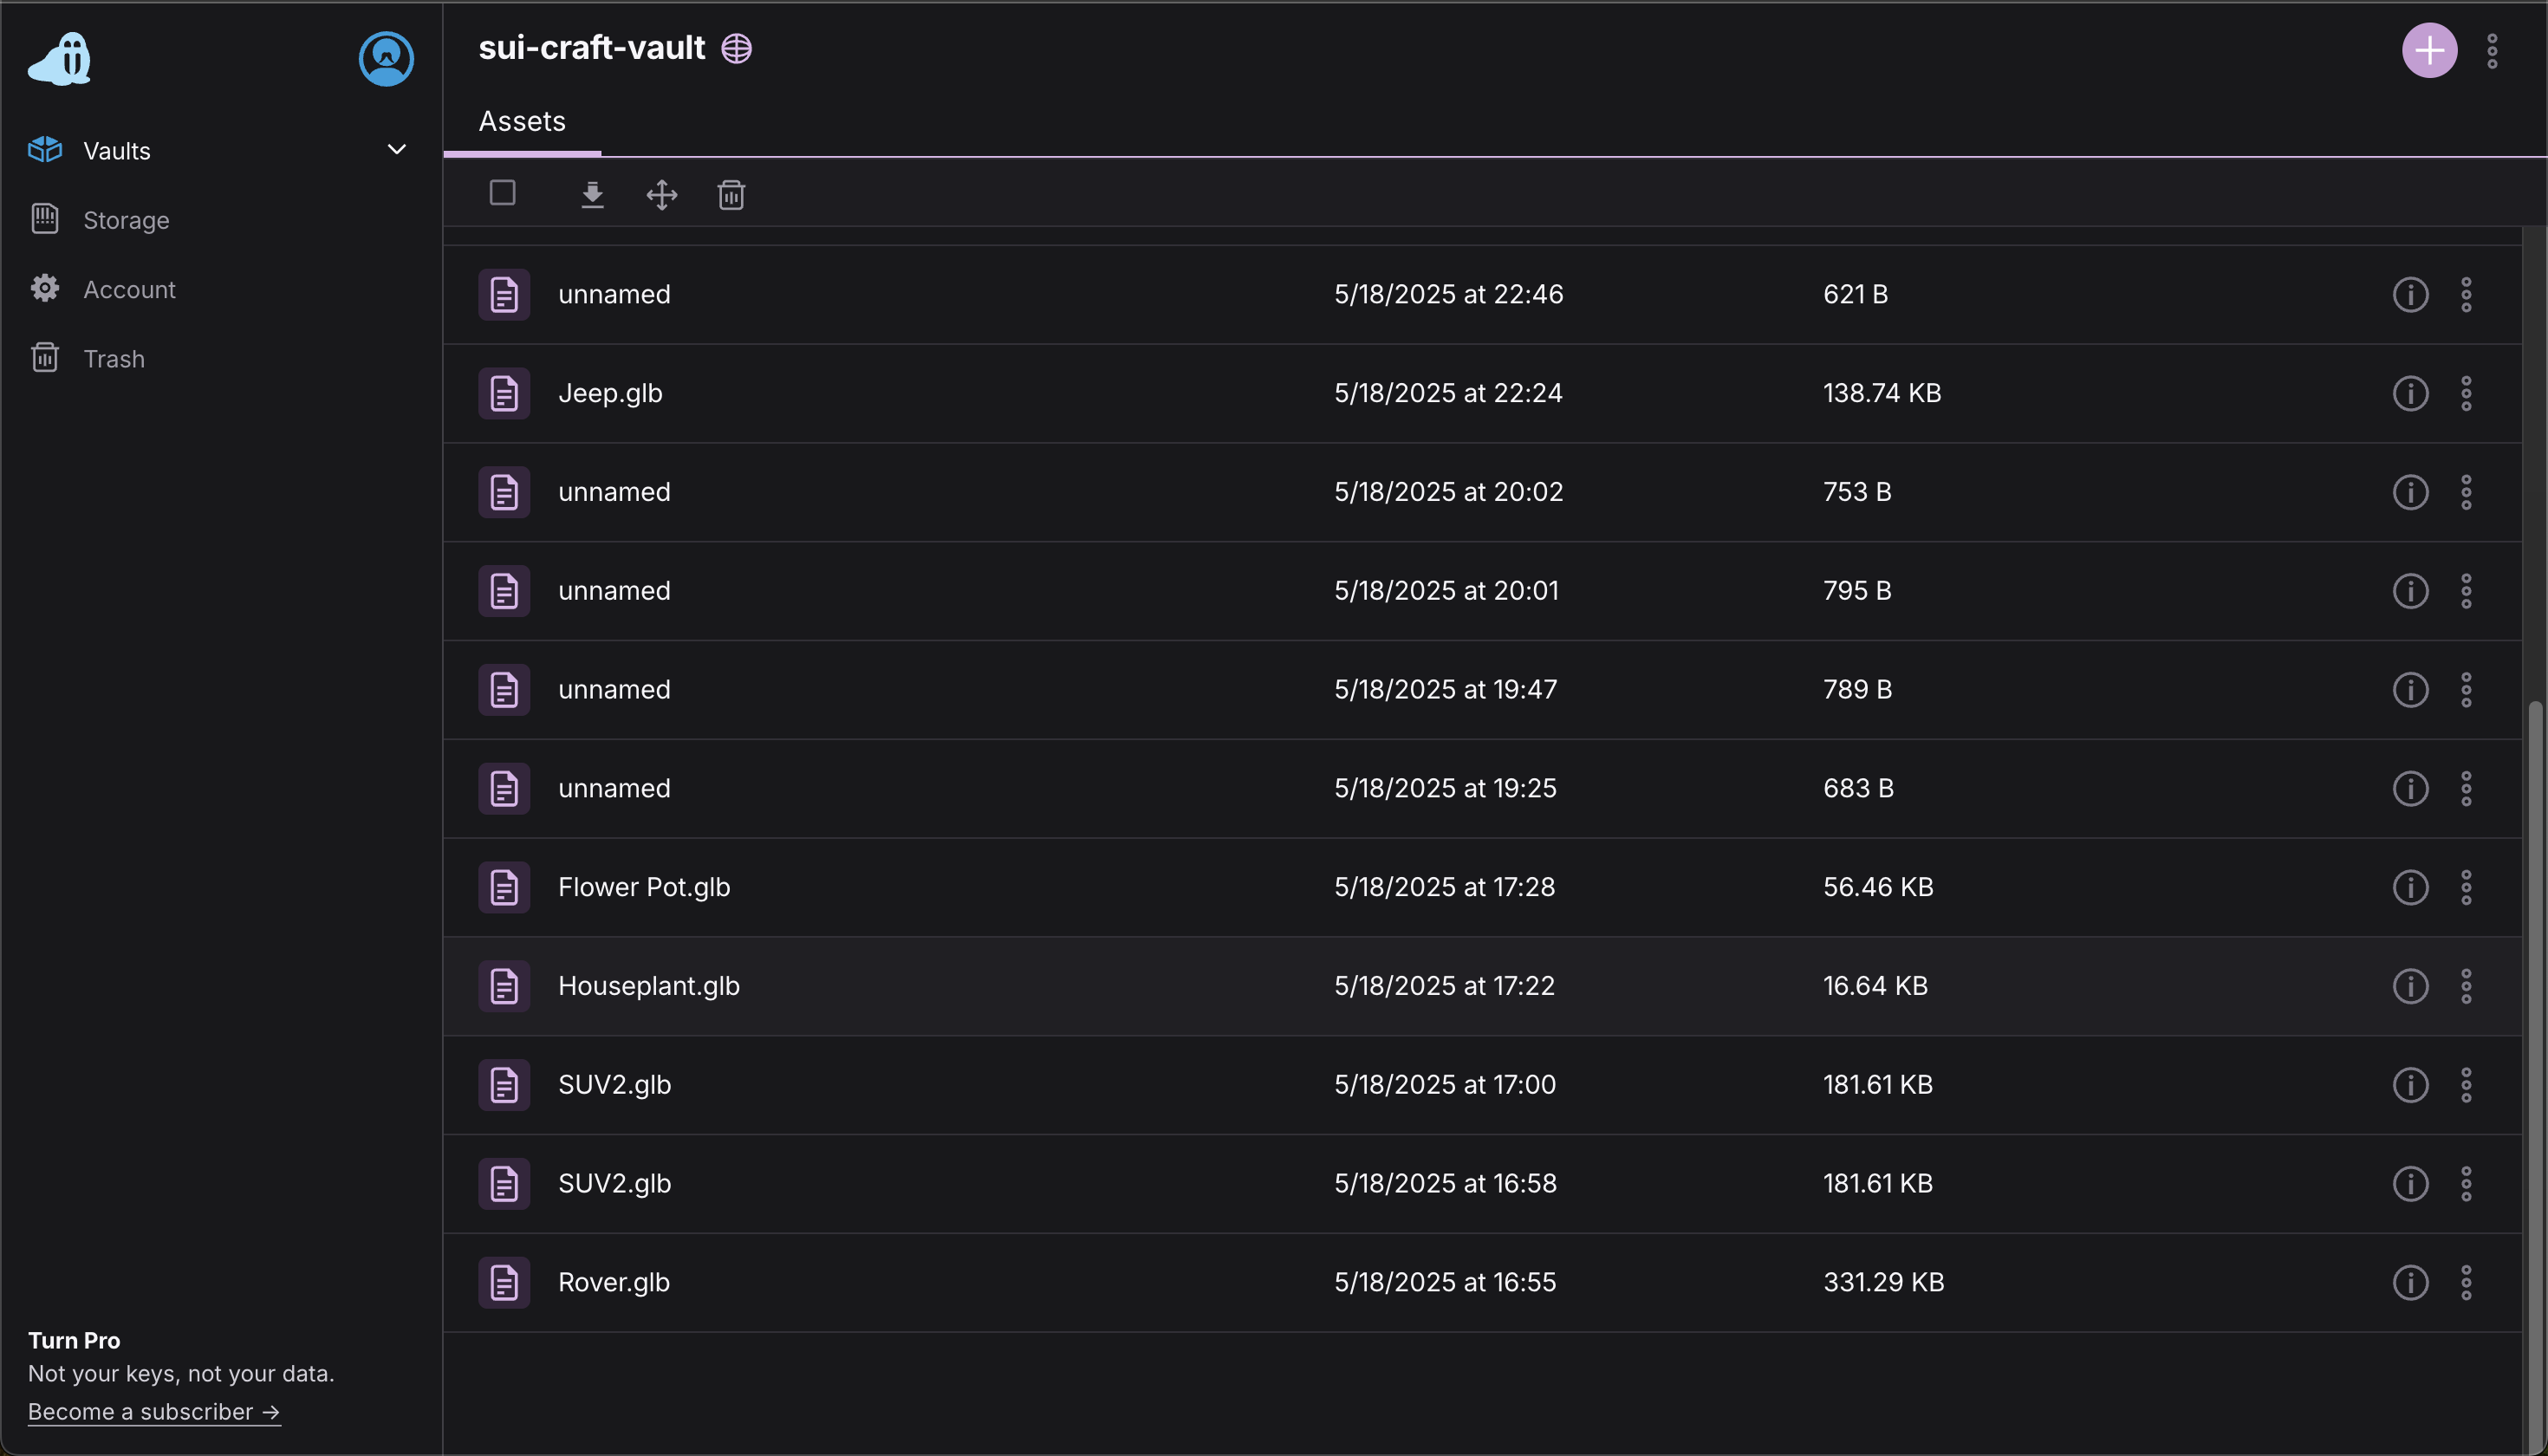 sui-craft-vault
Assets
Vaults
Storage
Account
Trash
unnamed 5/18/2025 at 22:46 621 B
Jeep.glb 5/18/2025 at 22:24 138.74 KB
unnamed 5/18/2025 at 20:02 753 B
unnamed 5/18/2025 at 20:01 795 B
unnamed 5/18/2025 at 19:47 789 B
unnamed 5/18/2025 at 19:25 683 B
Flower Pot.glb 5/18/2025 at 17:28 56.46 KB
Houseplant.glb 5/18/2025 at 17:22 16.64 KB
SUV2.glb 5/18/2025 at 17:00 181.61 KB
SUV2.glb 5/18/2025 at 16:58 181.61 KB
Rover.glb 5/18/2025 at 16:55 331.29 KB
Turn Pro
Not your keys, not your data.
Become a subscriber →